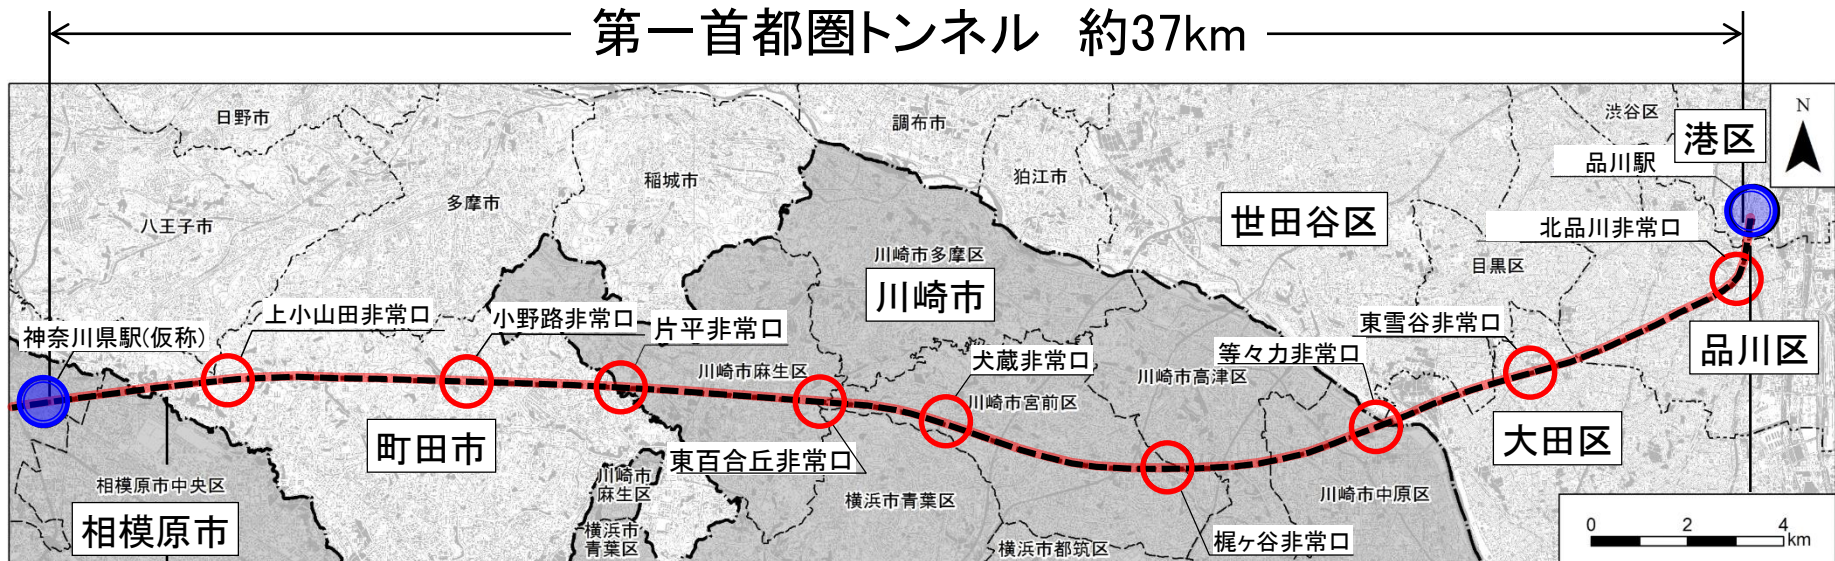 第一首都圏トンネル 約37km
日野市
調布市
渋谷区
港区
N
品川駅
狛江市
稲城市
多摩市
八王子市
世田谷区
北品川非常口
川崎市多摩区
目黒区
川崎市
上小山田非常口
小野路非常口
片平非常口
神奈川県駅(仮称)
東雪谷非常口
等々力非常口
犬蔵非常口
品川区
川崎市麻生区
川崎市高津区
川崎市宮前区
町田市
大田区
東百合丘非常口
相模原市中央区
川崎市
麻生区
横浜市青葉区
川崎市中原区
相模原市
横浜市
青葉区
横浜市都筑区
梶ヶ谷非常口
0 2 4
km